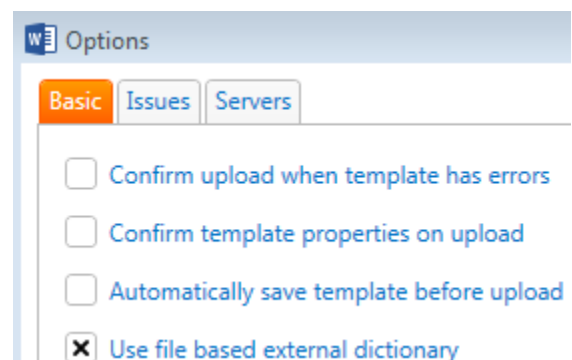 Options
Basic Issues Servers
Confirm upload when template has errors
Confirm template properties on upload
Automatically save template before upload
Use file based external dictionary